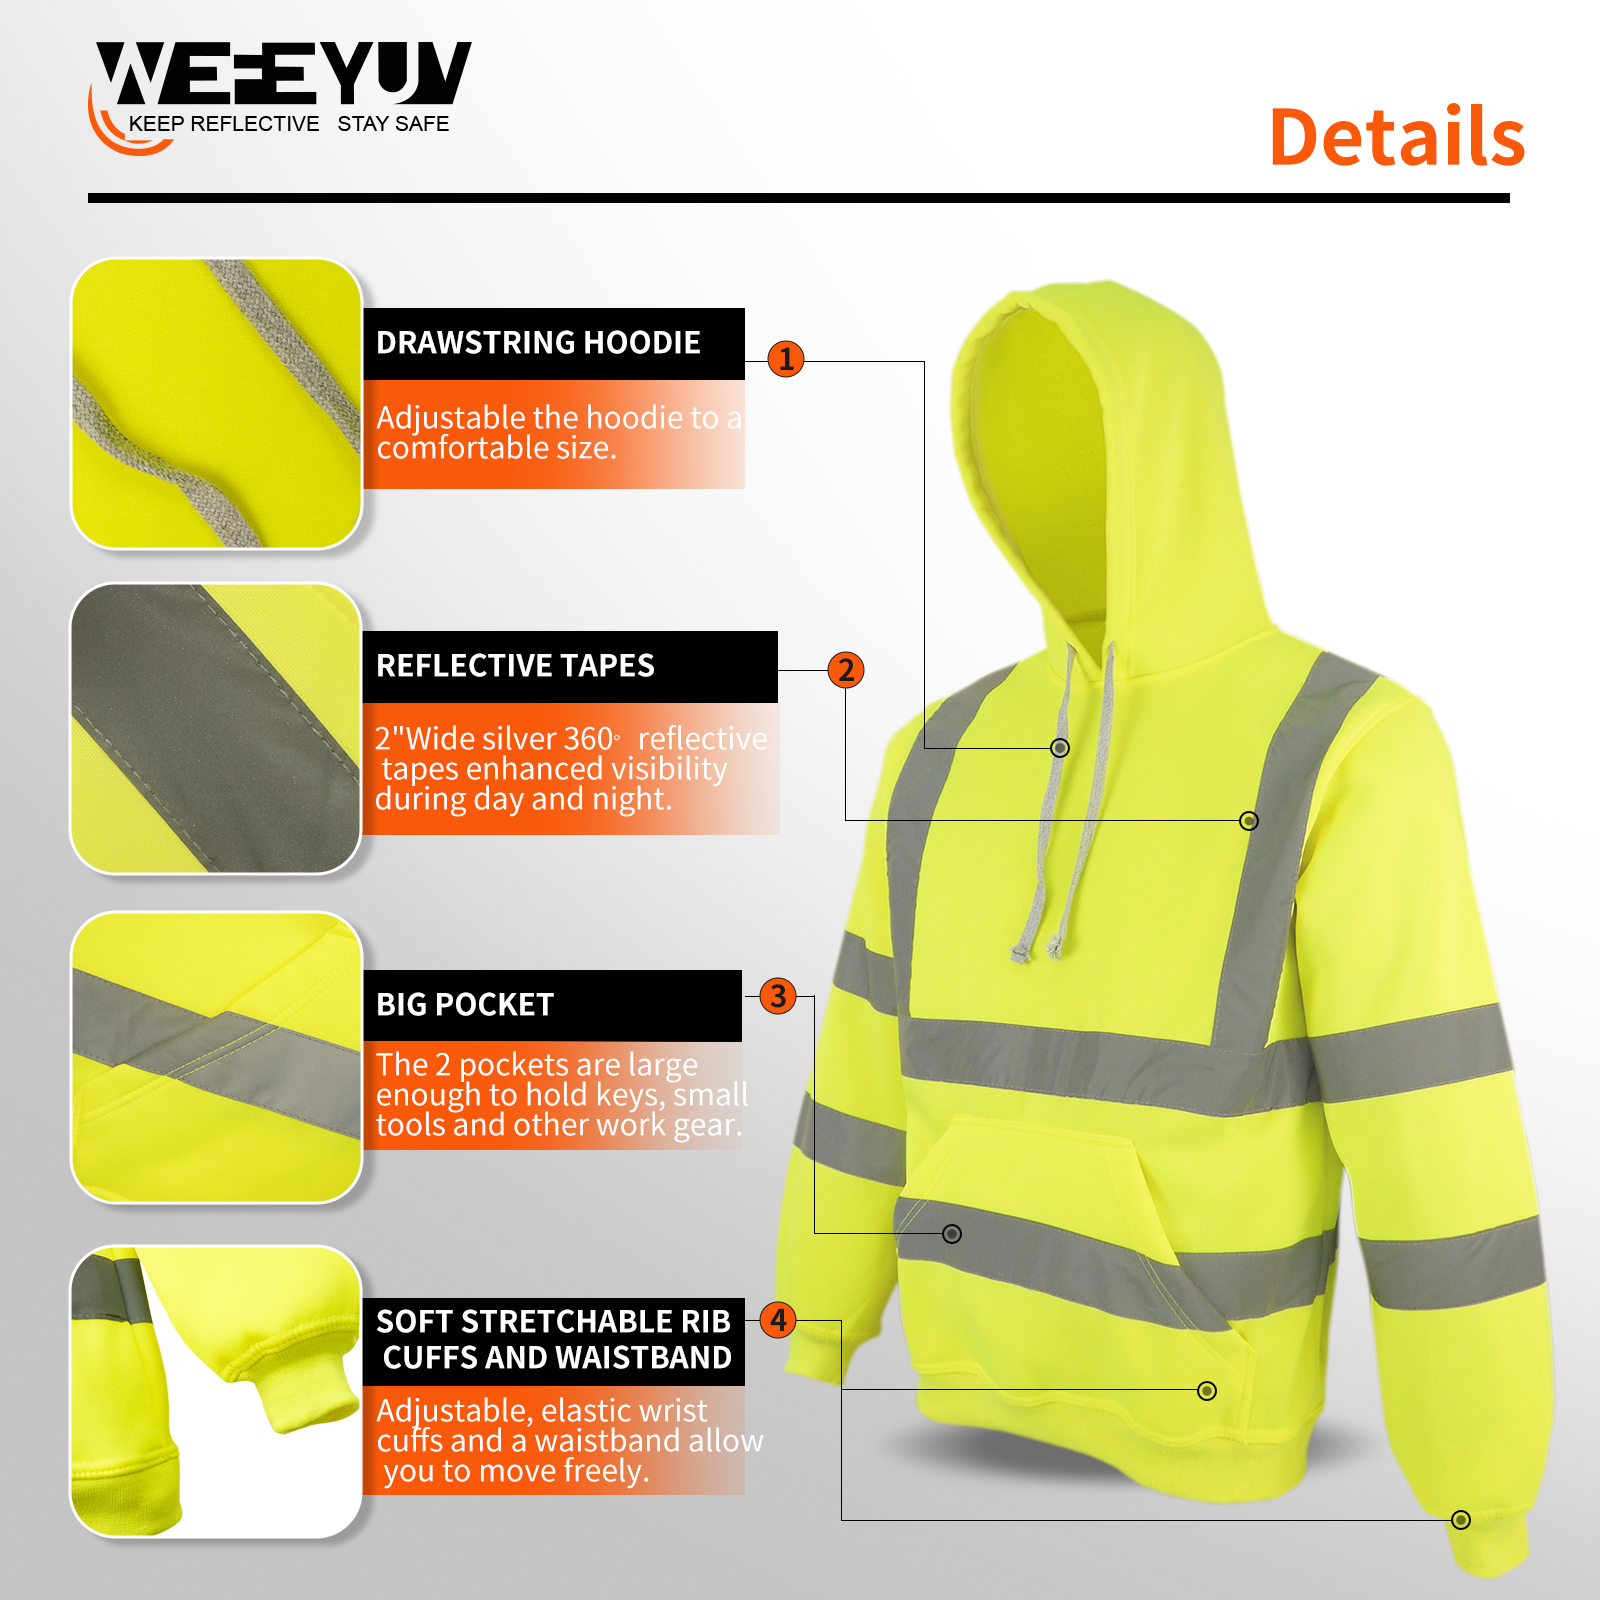 WEFEYUV
KEEP REFLECTIVE STAY SAFE
Details
DRAWSTRING HOODIE
Adjustable the hoodie to a
comfortable size.
1
REFLECTIVE TAPES
2"Wide silver 360° reflective
tapes enhanced visibility
during day and night.
2
BIG POCKET
The 2 pockets are large
enough to hold keys, small
tools and other work gear.
3
SOFT STRETCHABLE RIB
CUFFS AND WAISTBAND
Adjustable, elastic wrist
cuffs and a waistband allow
you to move freely.
4